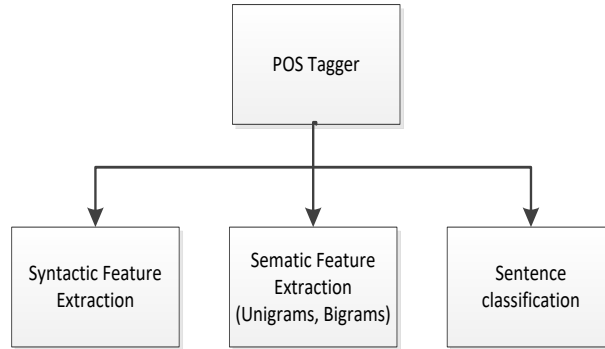 POS Tagger
Syntactic Feature
Extraction
Sematic Feature
Extraction
(Unigrams, Bigrams)
Sentence
classification